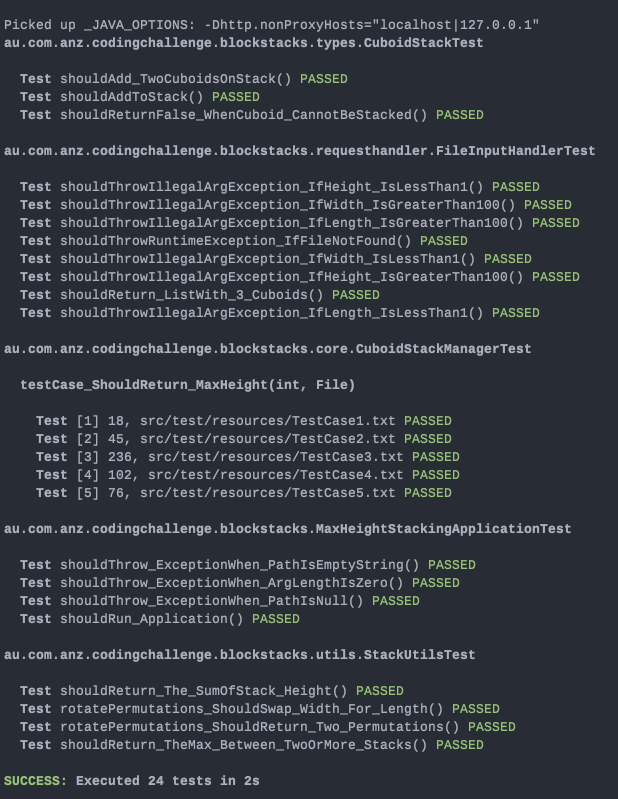 Picked up _JAVA_OPTIONS: -Dhttp.nonProxyHosts="localhost|127.0.0.1"
au.com.anz.codingchallenge.blockstacks.types.CuboidStackTest
Test shouldAdd_TwoCuboidsOnStack() PASSED
Test shouldAddToStack() PASSED
Test shouldReturnFalse_WhenCuboid_CannotBeStacked() PASSED
au.com.anz.codingchallenge.blockstacks.requesthandler.FileInputHandlerTest
Test shouldThrowIllegalArgException_IfHeight_IsLessThan1() PASSED
Test shouldThrowIllegalArgException_IfWidth_IsGreaterThan100() PASSED
Test shouldThrowIllegalArgException_IfLength_IsGreaterThan100() PASSED
Test shouldThrowRuntimeException_IfFileNotFound() PASSED
Test shouldThrowIllegalArgException_IfWidth_IsLessThan1() PASSED
Test shouldThrowIllegalArgException_IfHeight_IsGreaterThan100() PASSED
Test shouldReturn_ListWith_3_Cuboids() PASSED
Test shouldThrowIllegalArgException_IfLength_IsLessThan1() PASSED
au.com.anz.codingchallenge.blockstacks.core.CuboidStackManagerTest
testCase_ShouldReturn_MaxHeight(int, File)
Test [1] 18, src/test/resources/TestCase1.txt PASSED
Test [2] 45, src/test/resources/TestCase2.txt PASSED
Test [3] 236, src/test/resources/TestCase3.txt PASSED
Test [4] 102, src/test/resources/TestCase4.txt PASSED
Test [5] 76, src/test/resources/TestCase5.txt PASSED
au.com.anz.codingchallenge.blockstacks.MaxHeightStackingApplicationTest
Test shouldThrow_ExceptionWhen_PathIsEmptyString() PASSED
Test shouldThrow_ExceptionWhen_ArgLengthIsZero() PASSED
Test shouldThrow_ExceptionWhen_PathIsNull() PASSED
Test shouldRun_Application() PASSED
au.com.anz.codingchallenge.blockstacks.utils.StackUtilsTest
Test shouldReturn_The_SumOfStack_Height() PASSED
Test rotatePermutations_ShouldSwap_Width_For_Length() PASSED
Test rotatePermutations_ShouldReturn_Two_Permutations() PASSED
Test shouldReturn_TheMax_Between_TwoOrMore_Stacks() PASSED
SUCCESS: Executed 24 tests in 2s